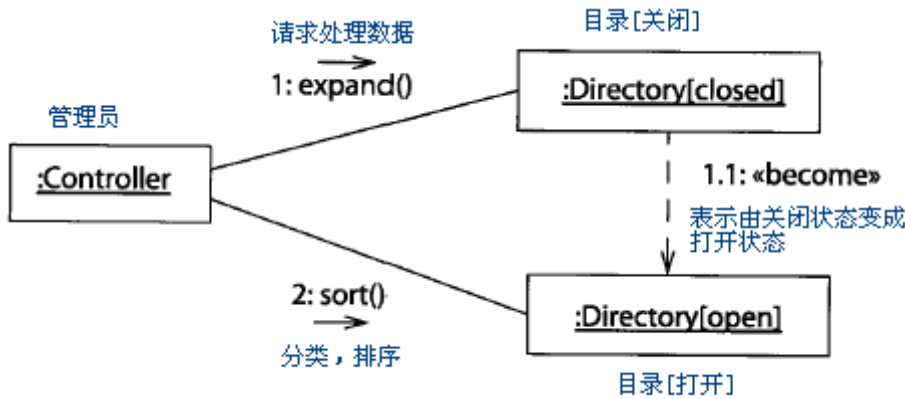 请求处理数据
1: expand()
目录[关闭]
:Directory[closed]
管理员
:Controller
1.1: «become»
表示由关闭状态变成
打开状态
2: sort()
分类，排序
:Directory[open]
目录[打开]